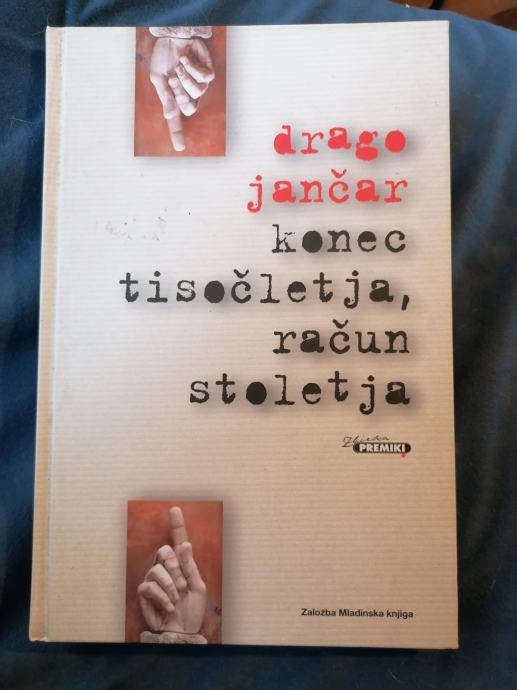 drago
jančar
konec
tisočletja,
račun
stoletja
Zbirka
PREMIKI
Založba Mladinska knjiga